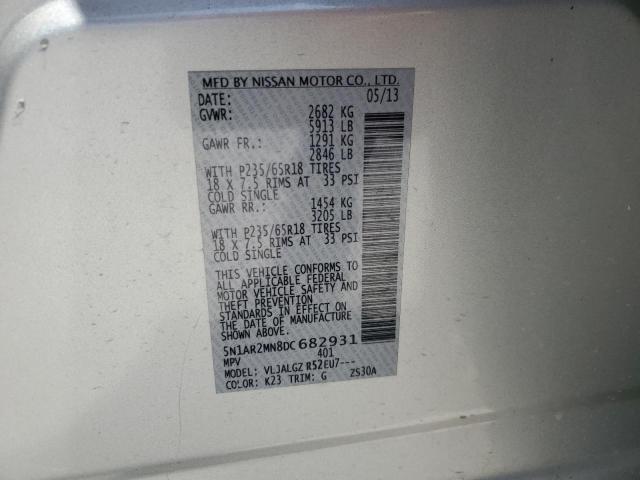 MFD BY NISSAN MOTOR CO., LTD.
DATE: 05/13
GVWR: 2682 KG
5913 LB
GAWR FR.: 1291 KG
2846 LB
WITH P235/65R18 TIRES
18 X 7.5 RIMS AT 33 PSI
COLD SINGLE
GAWR RR.: 1454 KG
3205 LB
WITH P235/65R18 TIRES
18 X 7.5 RIMS AT 33 PSI
COLD SINGLE
THIS VEHICLE CONFORMS TO
ALL APPLICABLE FEDERAL
MOTOR VEHICLE SAFETY AND
THEFT PREVENTION
STANDARDS IN EFFECT ON
THE DATE OF MANUFACTURE
SHOWN ABOVE.
5N1AR2MN8DC682931
MPV 401
MODEL: VLJALGZ R52EU7---
COLOR: K23 TRIM: G ZS30A